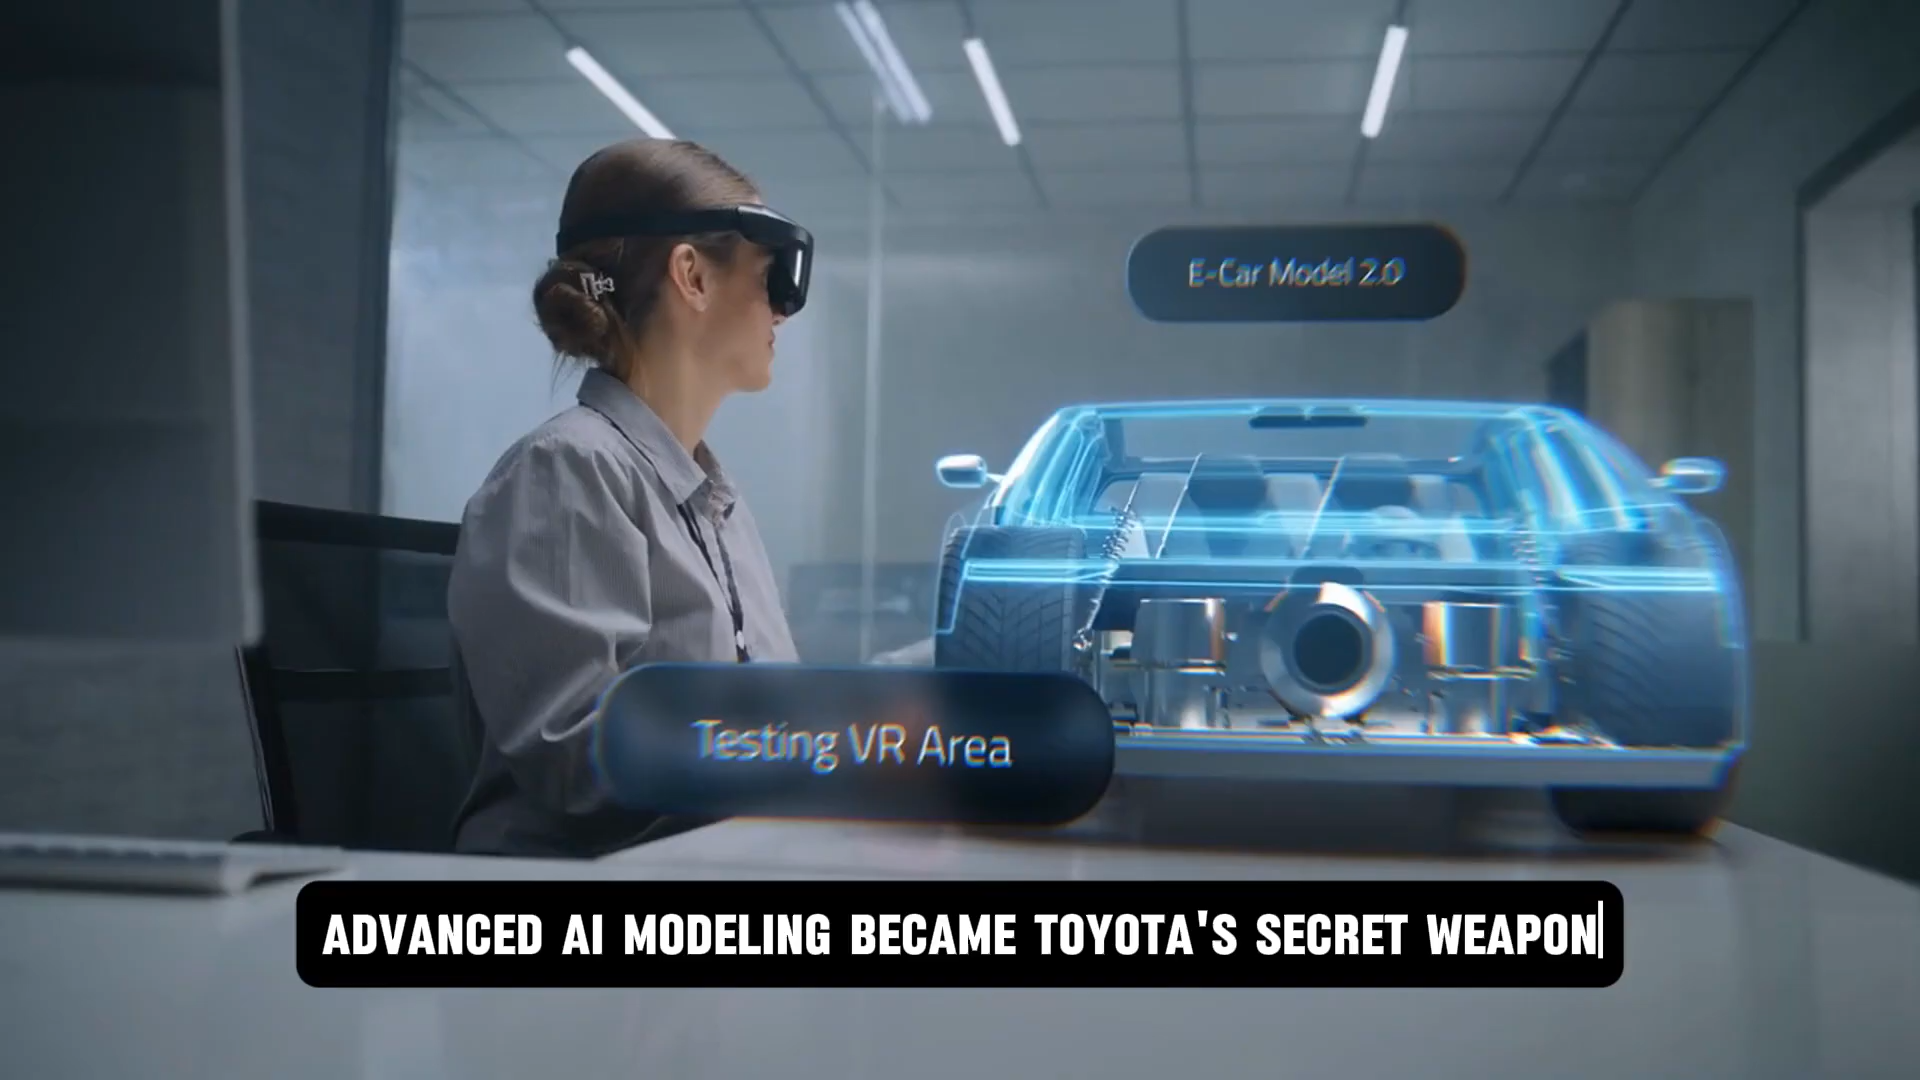 E-Car Model 2.0
Testing VR Area
ADVANCED AI MODELING BECAME TOYOTA'S SECRET WEAPON